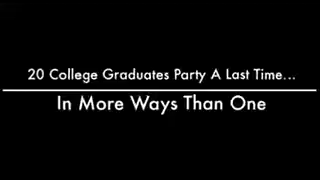 20 College Graduates Party A Last Time...
In More Ways Than One